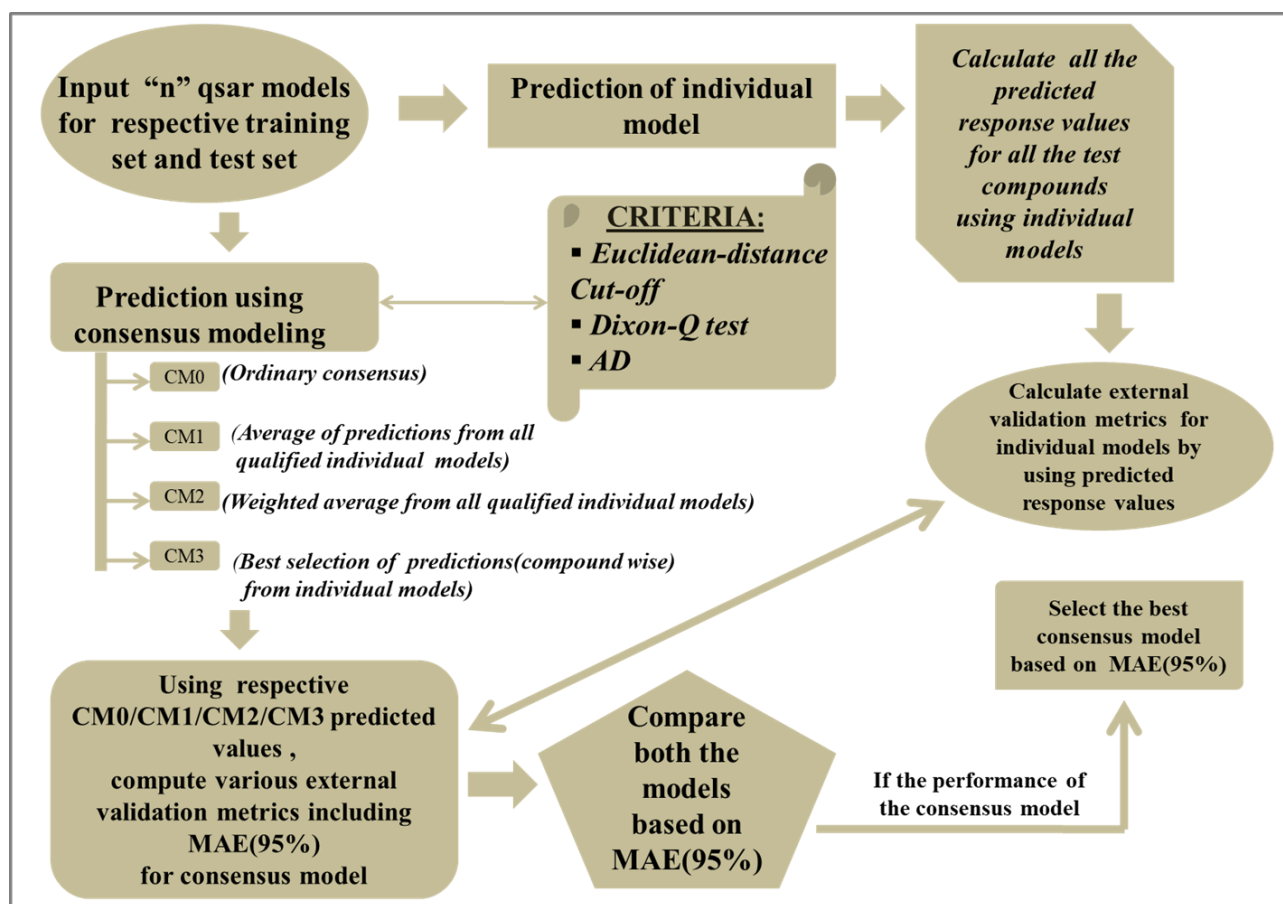 Input “n” qsar models
for respective training
set and test set
Prediction of individual
model
Calculate all the
predicted
response values
for all the test
compounds
using individual
models
CRITERIA:
▪ Euclidean-distance
Cut-off
▪ Dixon-Q test
▪ AD
Prediction using
consensus modeling
CM0 (Ordinary consensus)
CM1 (Average of predictions from all
qualified individual models)
CM2 (Weighted average from all qualified individual models)
CM3 (Best selection of predictions(compound wise)
from individual models)
Calculate external
validation metrics for
individual models by
using predicted
response values
Using respective
CM0/CM1/CM2/CM3 predicted
values ,
compute various external
validation metrics including
MAE(95%)
for consensus model
Compare
both the
models
based on
MAE(95%)
If the performance of
the consensus model
Select the best
consensus model
based on MAE(95%)